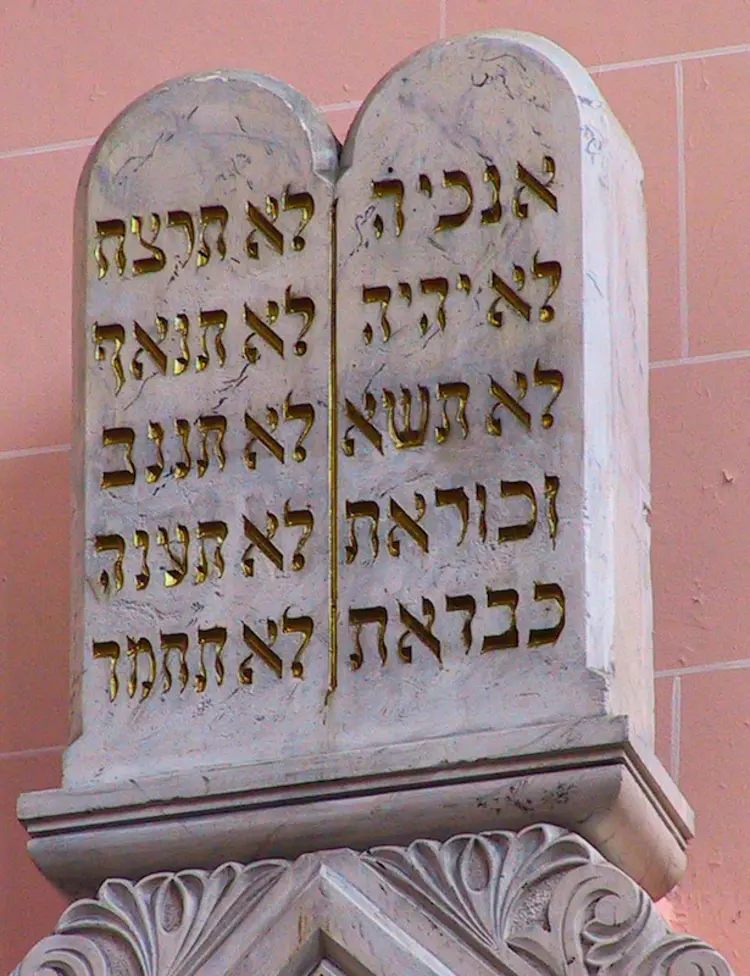 אנכי ה
לא יהיה
לא תשא
זכור את
כבד את
לא תרצח
לא תנאף
לא תגנב
לא תענה
לא תחמד